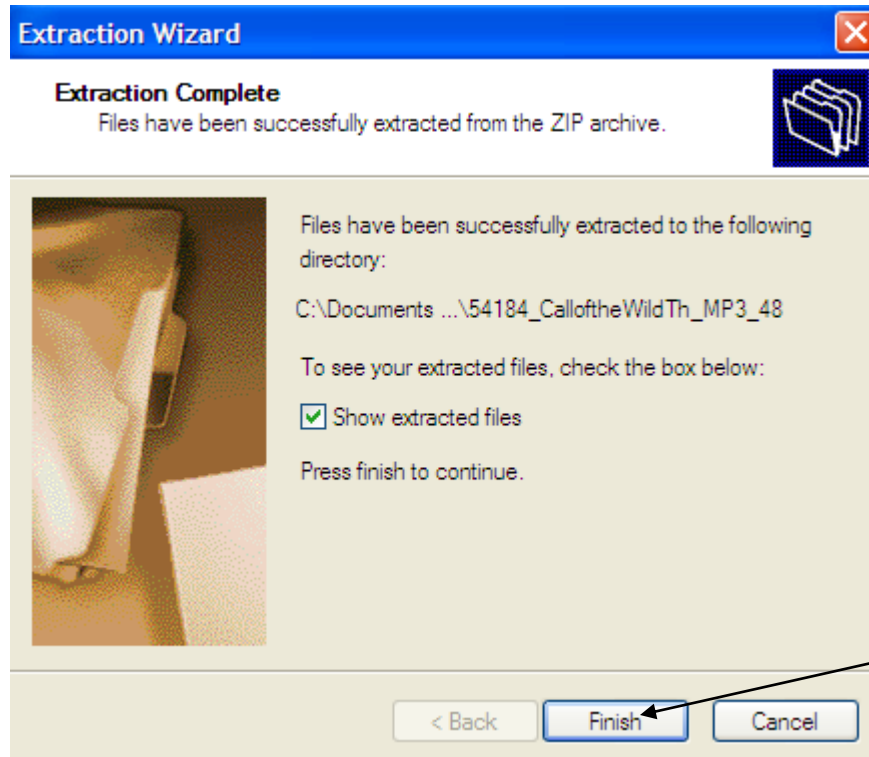 Extraction Wizard
Extraction Complete
Files have been successfully extracted from the ZIP archive.
Files have been successfully extracted to the following
directory:
C:\Documents ...\54184_CalloftheWildTh_MP3_48
To see your extracted files, check the box below:
Show extracted files
Press finish to continue.
< Back Finish Cancel